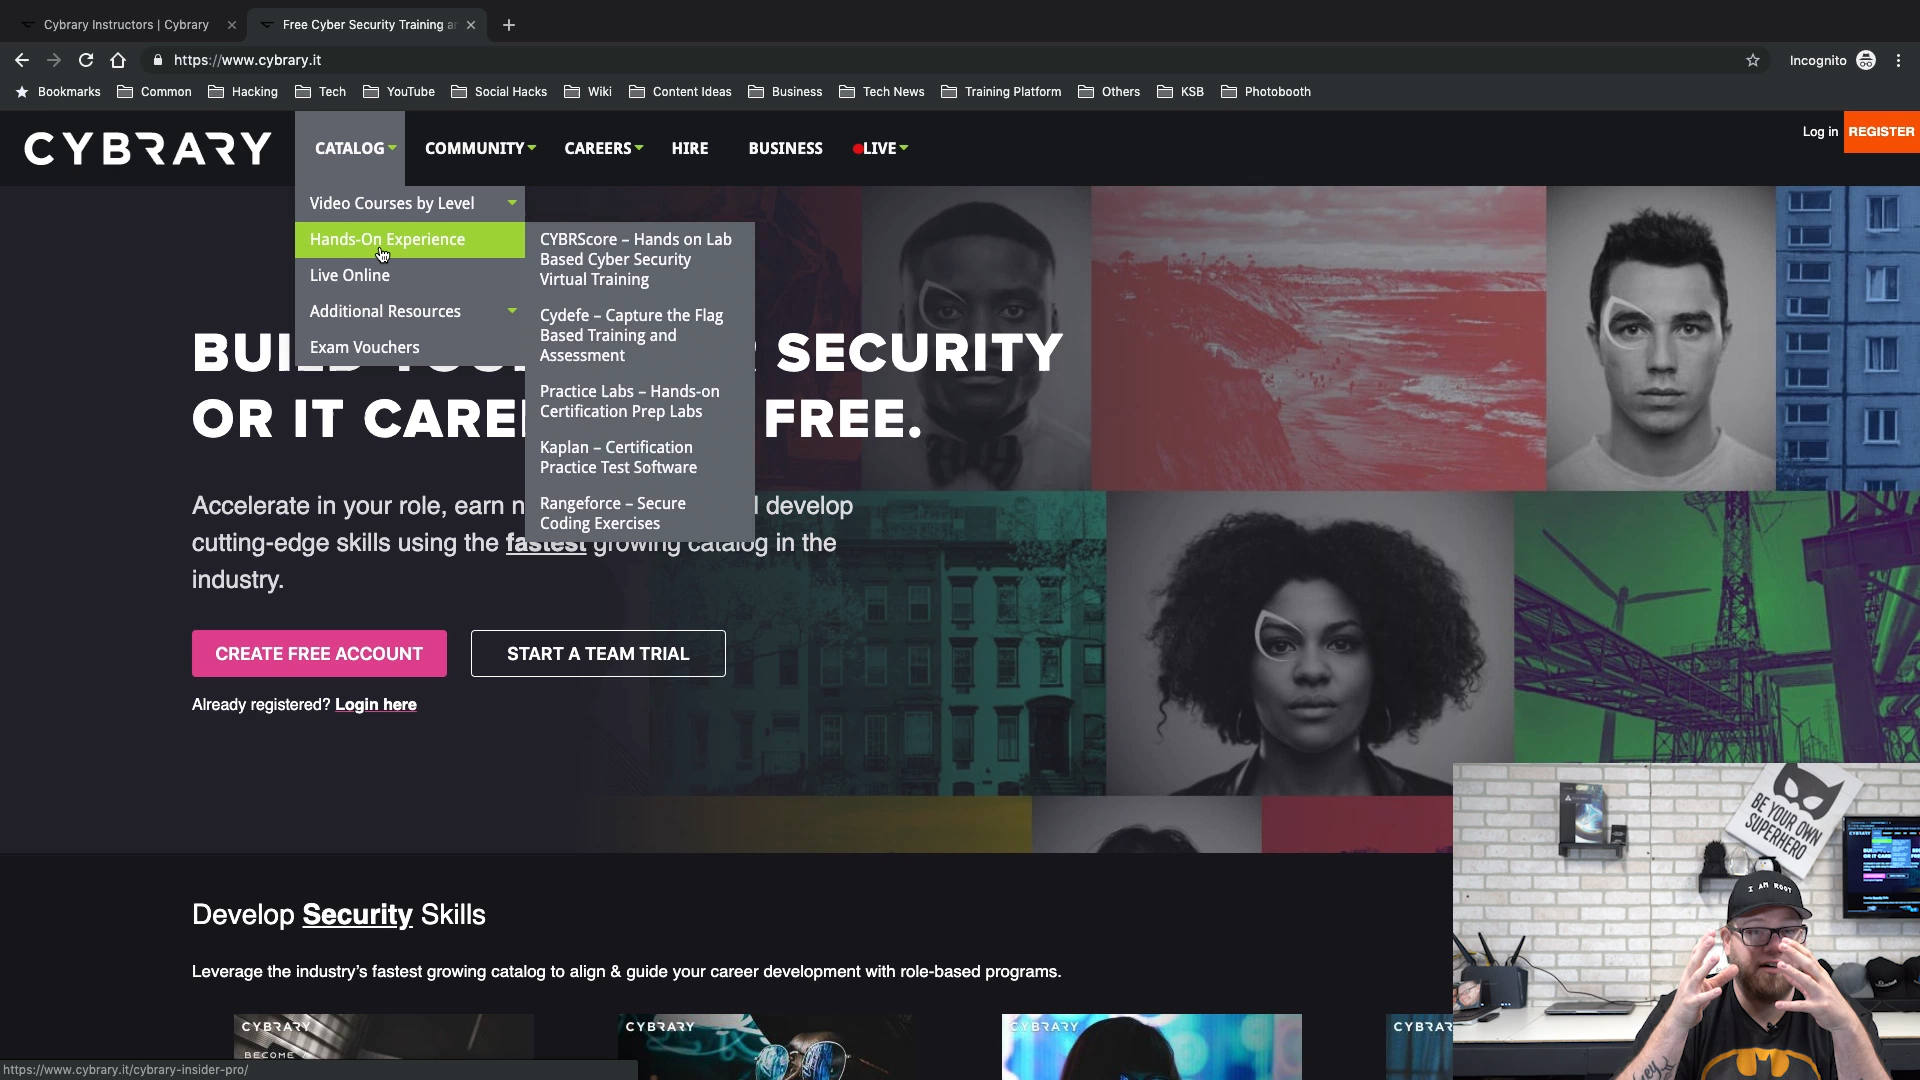 Cybrary Instructors | Cybrary
Free Cyber Security Training an
https://www.cybrary.it
Incognito
Bookmarks
Common
Hacking
Tech
YouTube
Social Hacks
Wiki
Content Ideas
Business
Tech News
Training Platform
Others
KSB
Photobooth
CYBRARY
CATALOG
COMMUNITY
CAREERS
HIRE
BUSINESS
LIVE
Log in
REGISTER
Video Courses by Level
Hands-On Experience
Live Online
Additional Resources
Exam Vouchers
CYBRScore – Hands on Lab
Based Cyber Security
Virtual Training
Cydefe – Capture the Flag
Based Training and
Assessment
Practice Labs – Hands-on
Certification Prep Labs
Kaplan – Certification
Practice Test Software
Rangeforce – Secure
Coding Exercises
SECURITY
OR IT FREE.
Accelerate in your role, earn develop
cutting-edge skills using the fastest growing catalog in the
industry.
CREATE FREE ACCOUNT
START A TEAM TRIAL
Already registered? Login here
Develop Security Skills
Leverage the industry's fastest growing catalog to align & guide your career development with role-based programs.
CYBRARY
BECOME
CYBRARY
CYBRARY
CYBRAR
https://www.cybrary.it/cybrary-insider-pro/
BE YOUR OWN
SUPERHERO
I AM ROOT